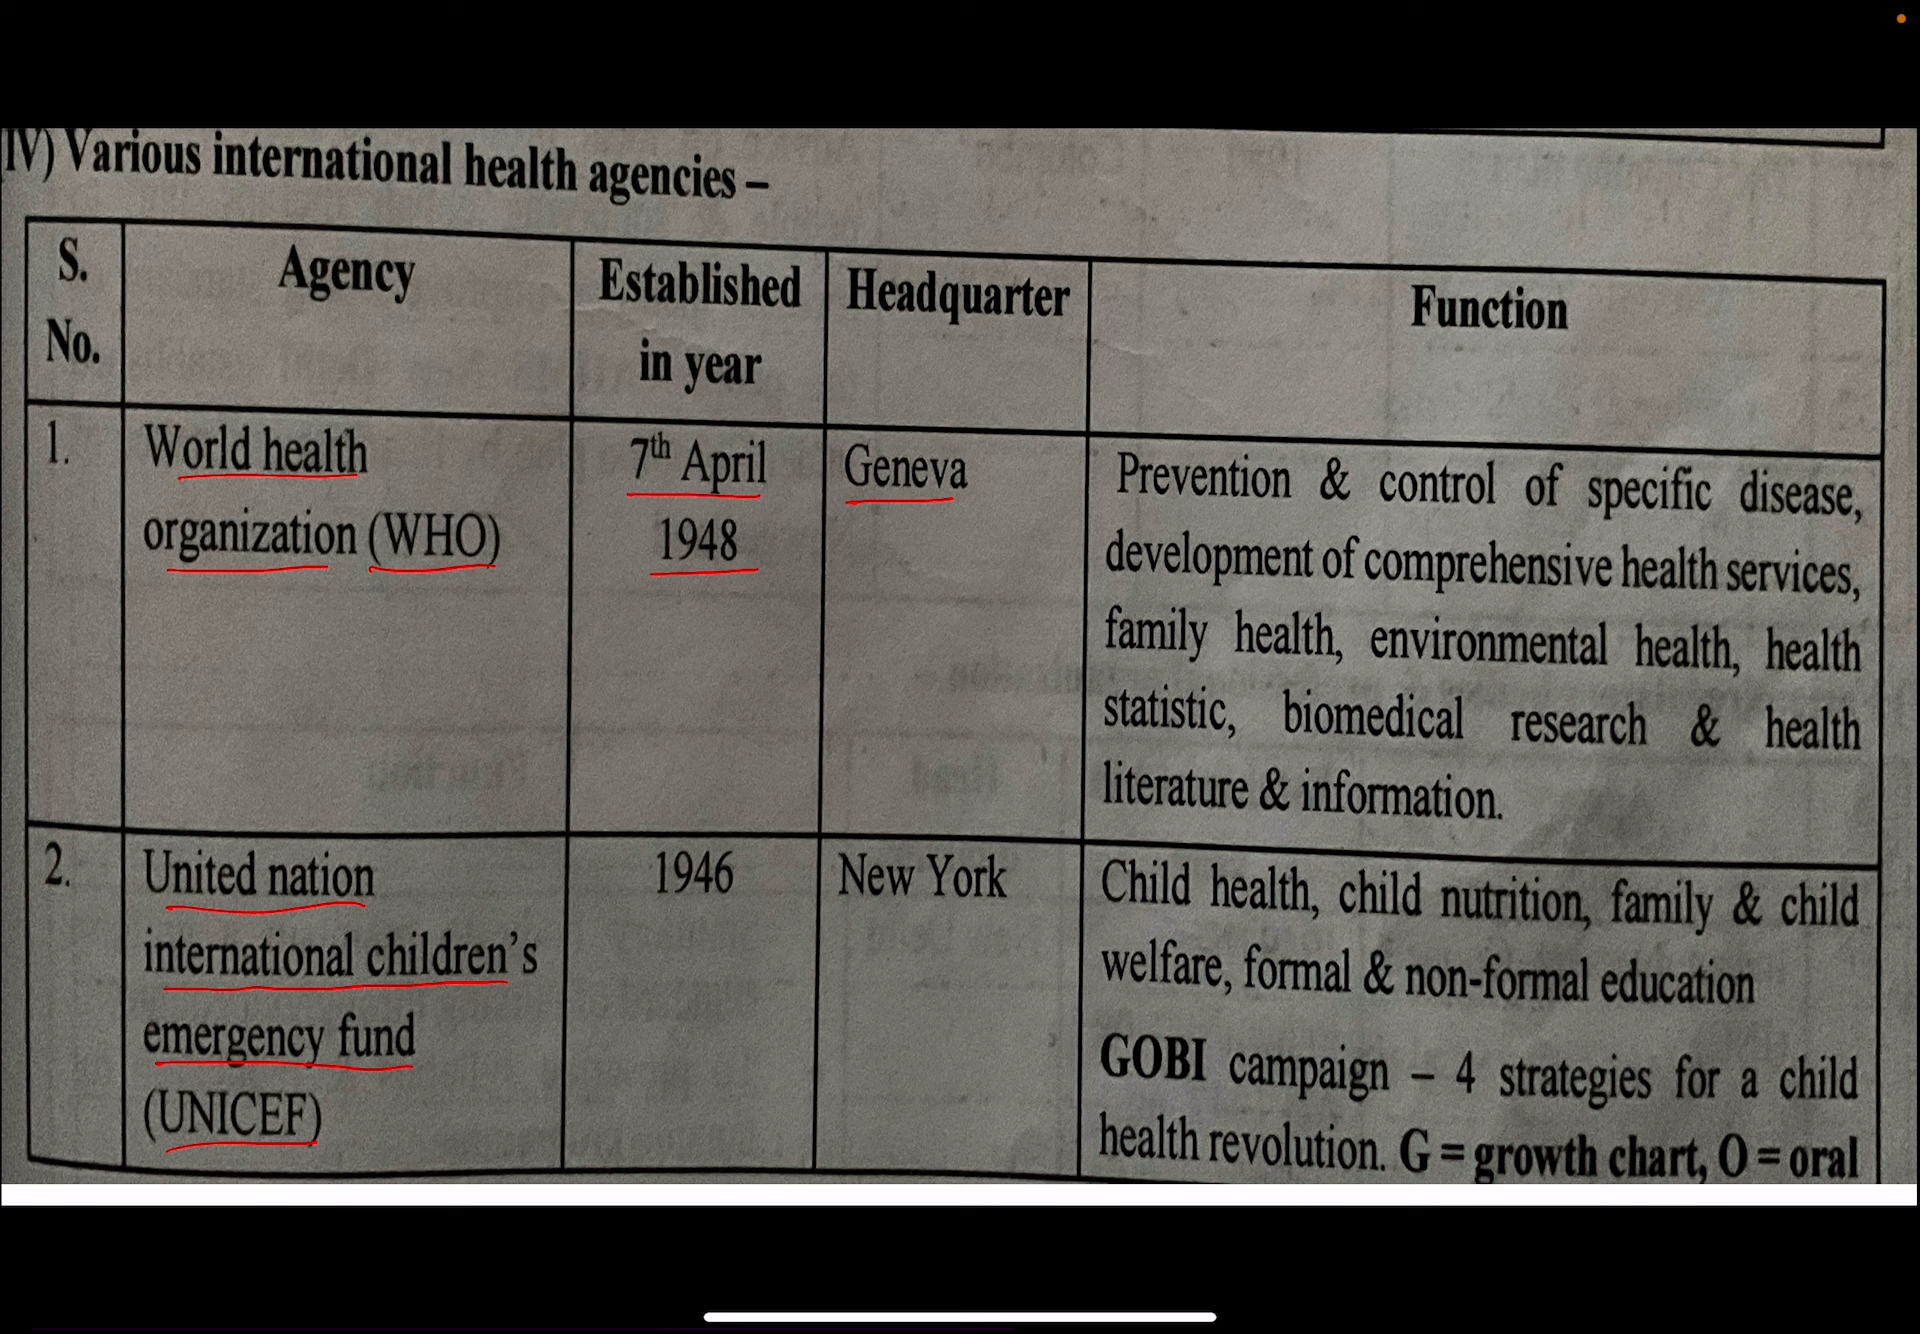 IV) Various international health agencies –
S. No.
Agency
Established in year
Headquarter
Function
1.
World health
organization (WHO)
7th April
1948
Geneva
Prevention & control of specific disease,
development of comprehensive health services,
family health, environmental health, health
statistic, biomedical research & health
literature & information.
2.
United nation
international children's
emergency fund
(UNICEF)
1946
New York
Child health, child nutrition, family & child
welfare, formal & non-formal education
GOBI campaign – 4 strategies for a child
health revolution. G = growth chart, O = oral